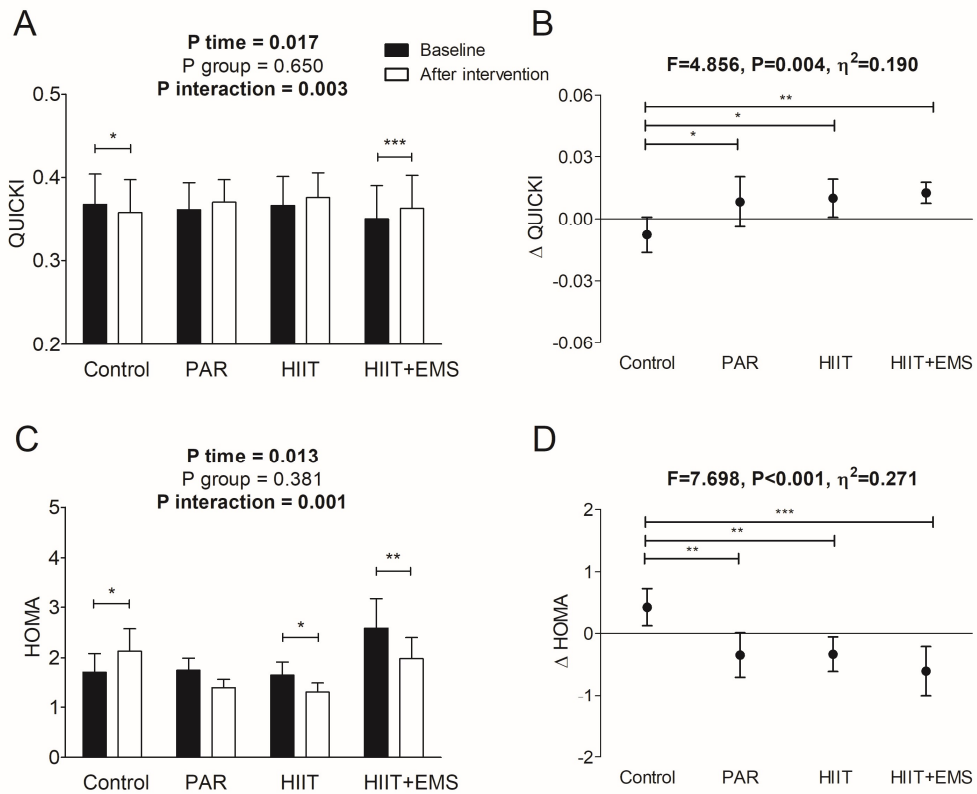 A
P time = 0.017
P group = 0.650
P interaction = 0.003
Baseline
After intervention
0.5
0.4
0.3
0.2
QUICKI
*
***
Control PAR HIIT HIIT+EMS
B
F=4.856, P=0.004, η²=0.190
0.06
0.03
0.00
-0.03
-0.06
Δ QUICKI
**
*
*
Control PAR HIIT HIIT+EMS
C
P time = 0.013
P group = 0.381
P interaction = 0.001
5
4
3
2
1
0
HOMA
*
*
**
Control PAR HIIT HIIT+EMS
D
F=7.698, P<0.001, η²=0.271
2
1
0
-1
-2
Δ HOMA
***
**
**
Control PAR HIIT HIIT+EMS